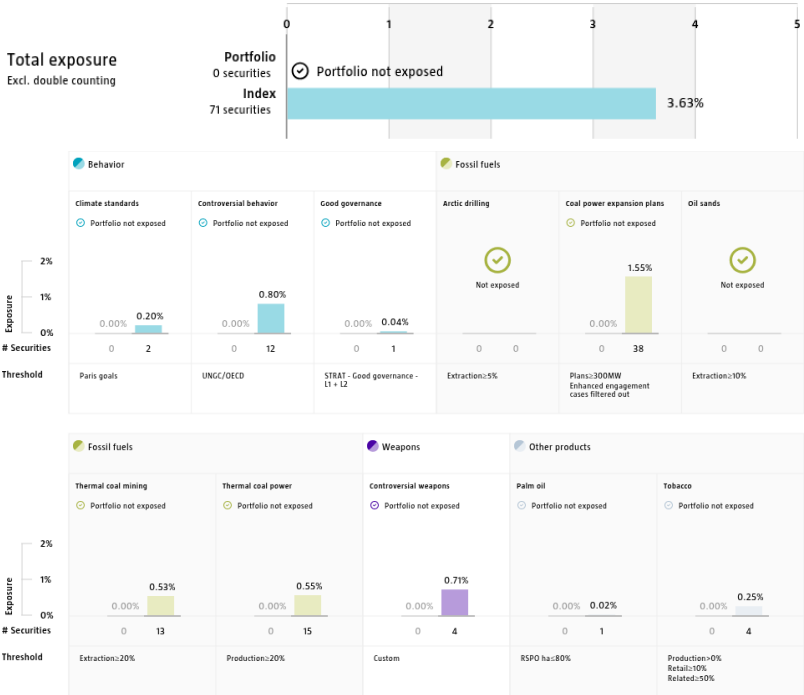 0 1 2 3 4 5
Total exposure
Excl. double counting
Portfolio
0 securities
Portfolio not exposed
Index
71 securities
3.63%
Behavior
Fossil fuels
Climate standards
Controversial behavior
Good governance
Arctic drilling
Coal power expansion plans
Oil sands
Portfolio not exposed
Portfolio not exposed
Portfolio not exposed
Portfolio not exposed
Not exposed
Not exposed
Exposure
2%
1%
0%
0.00% 0.20%
0.00% 0.80%
0.00% 0.04%
0.00% 1.55%
# Securities
0 2
0 12
0 1
0 0
0 38
0 0
Threshold
Paris goals
UNGC/OECD
STRAT - Good governance -
L1 + L2
Extraction≥5%
Plans≥300MW
Enhanced engagement
cases filtered out
Extraction≥10%
Fossil fuels
Weapons
Other products
Thermal coal mining
Thermal coal power
Controversial weapons
Palm oil
Tobacco
Portfolio not exposed
Portfolio not exposed
Portfolio not exposed
Portfolio not exposed
Portfolio not exposed
Exposure
2%
1%
0%
0.00% 0.53%
0.00% 0.55%
0.00% 0.71%
0.00% 0.02%
0.00% 0.25%
# Securities
0 13
0 15
0 4
0 1
0 4
Threshold
Extraction≥20%
Production≥20%
Custom
RSPO ha≤80%
Production>0%
Retail≥10%
Related≥50%